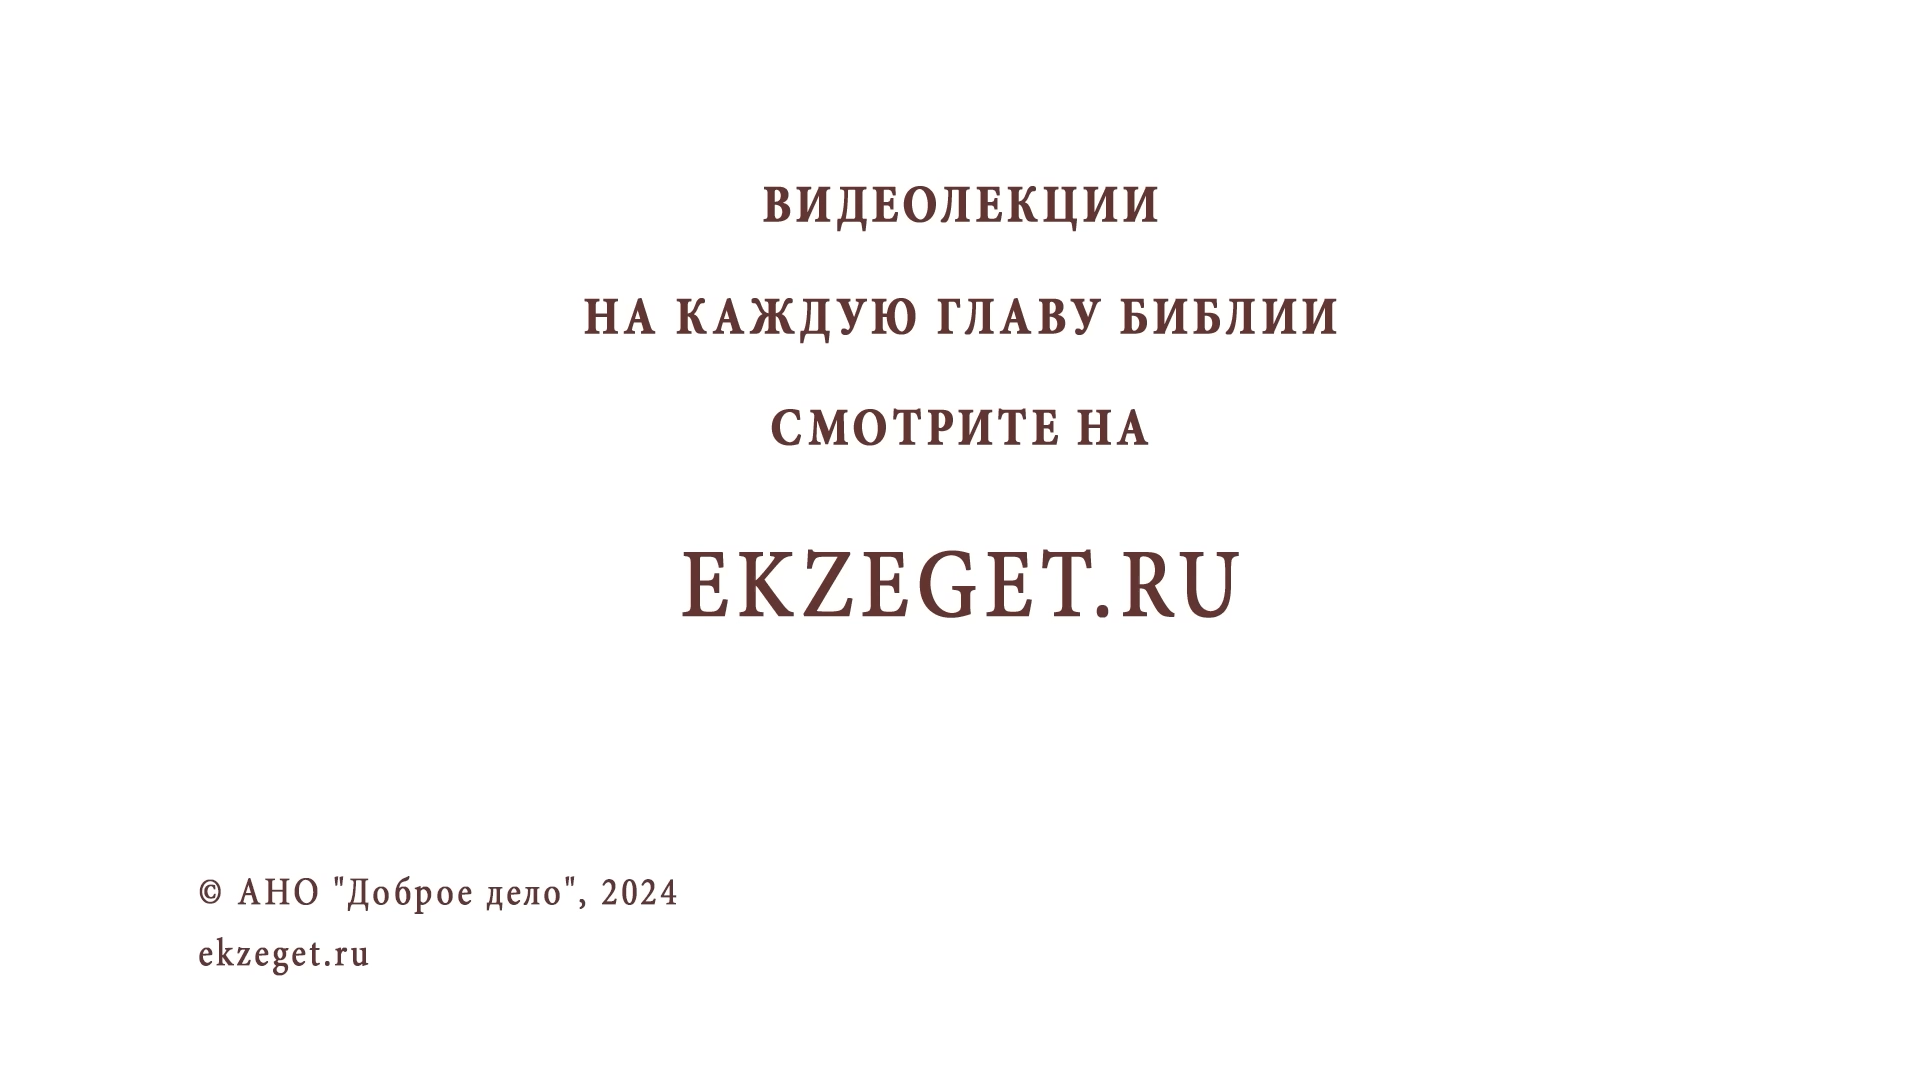 ВИДЕОЛЕКЦИИ
НА КАЖДУЮ ГЛАВУ БИБЛИИ
СМОТРИТЕ НА
EKZEGET.RU
© АНО "Доброе дело", 2024
ekzeget.ru